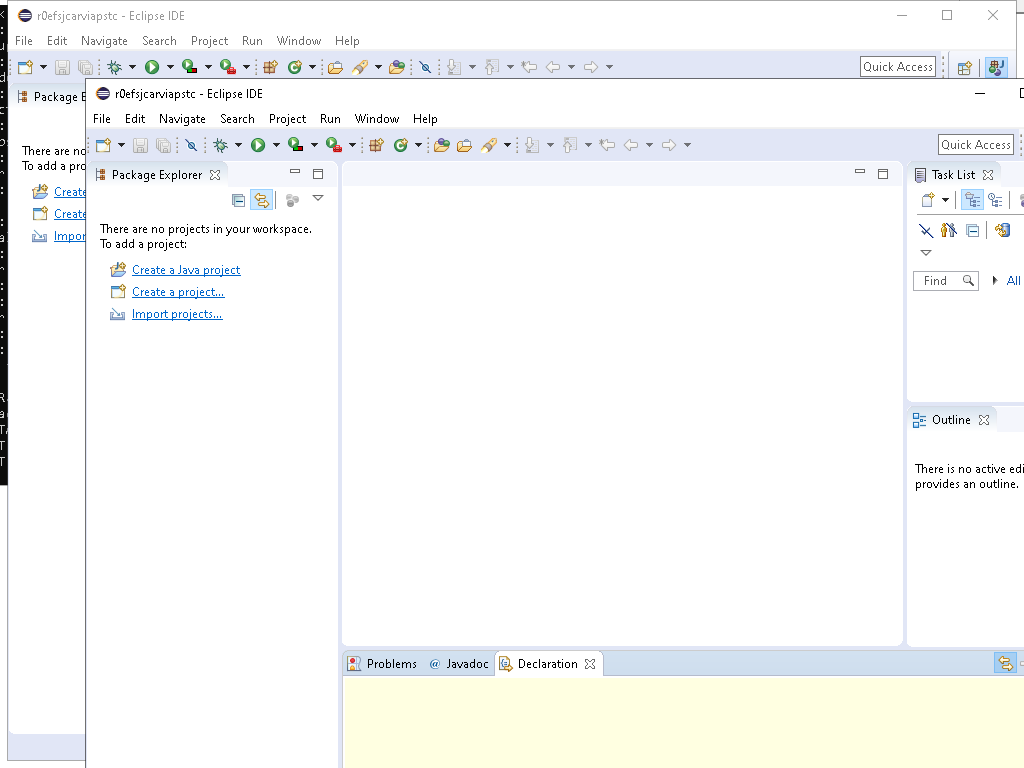 r0efsjcarviapstc - Eclipse IDE
File Edit Navigate Search Project Run Window Help
Quick Access
Package E
There are no
To add a pro
Create
Create
Impor
r0efsjcarviapstc - Eclipse IDE
File Edit Navigate Search Project Run Window Help
Quick Access
Package Explorer
There are no projects in your workspace.
To add a project:
Create a Java project
Create a project...
Import projects...
Task List
Find
All
Outline
There is no active edi
provides an outline.
Problems @ Javadoc Declaration